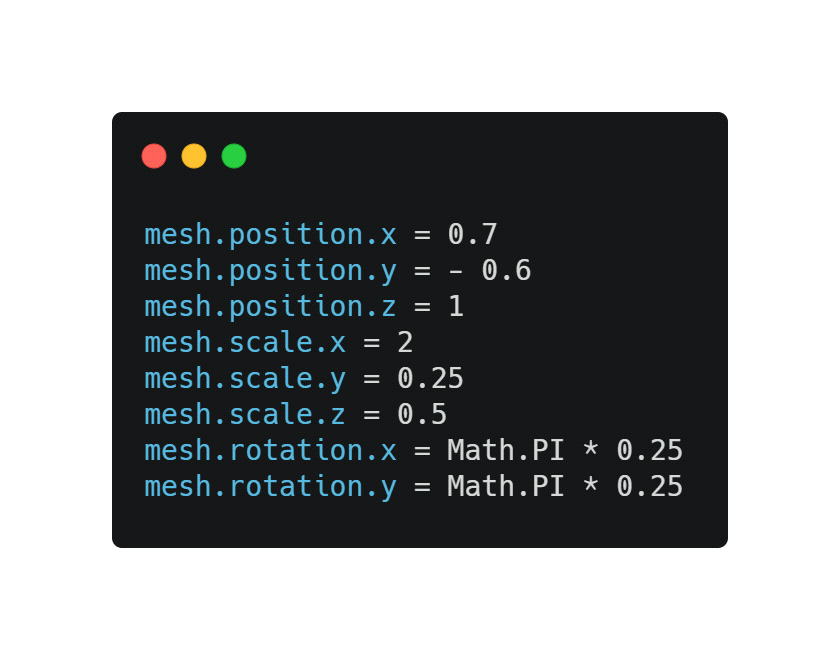 mesh.position.x = 0.7
mesh.position.y = - 0.6
mesh.position.z = 1
mesh.scale.x = 2
mesh.scale.y = 0.25
mesh.scale.z = 0.5
mesh.rotation.x = Math.PI * 0.25
mesh.rotation.y = Math.PI * 0.25